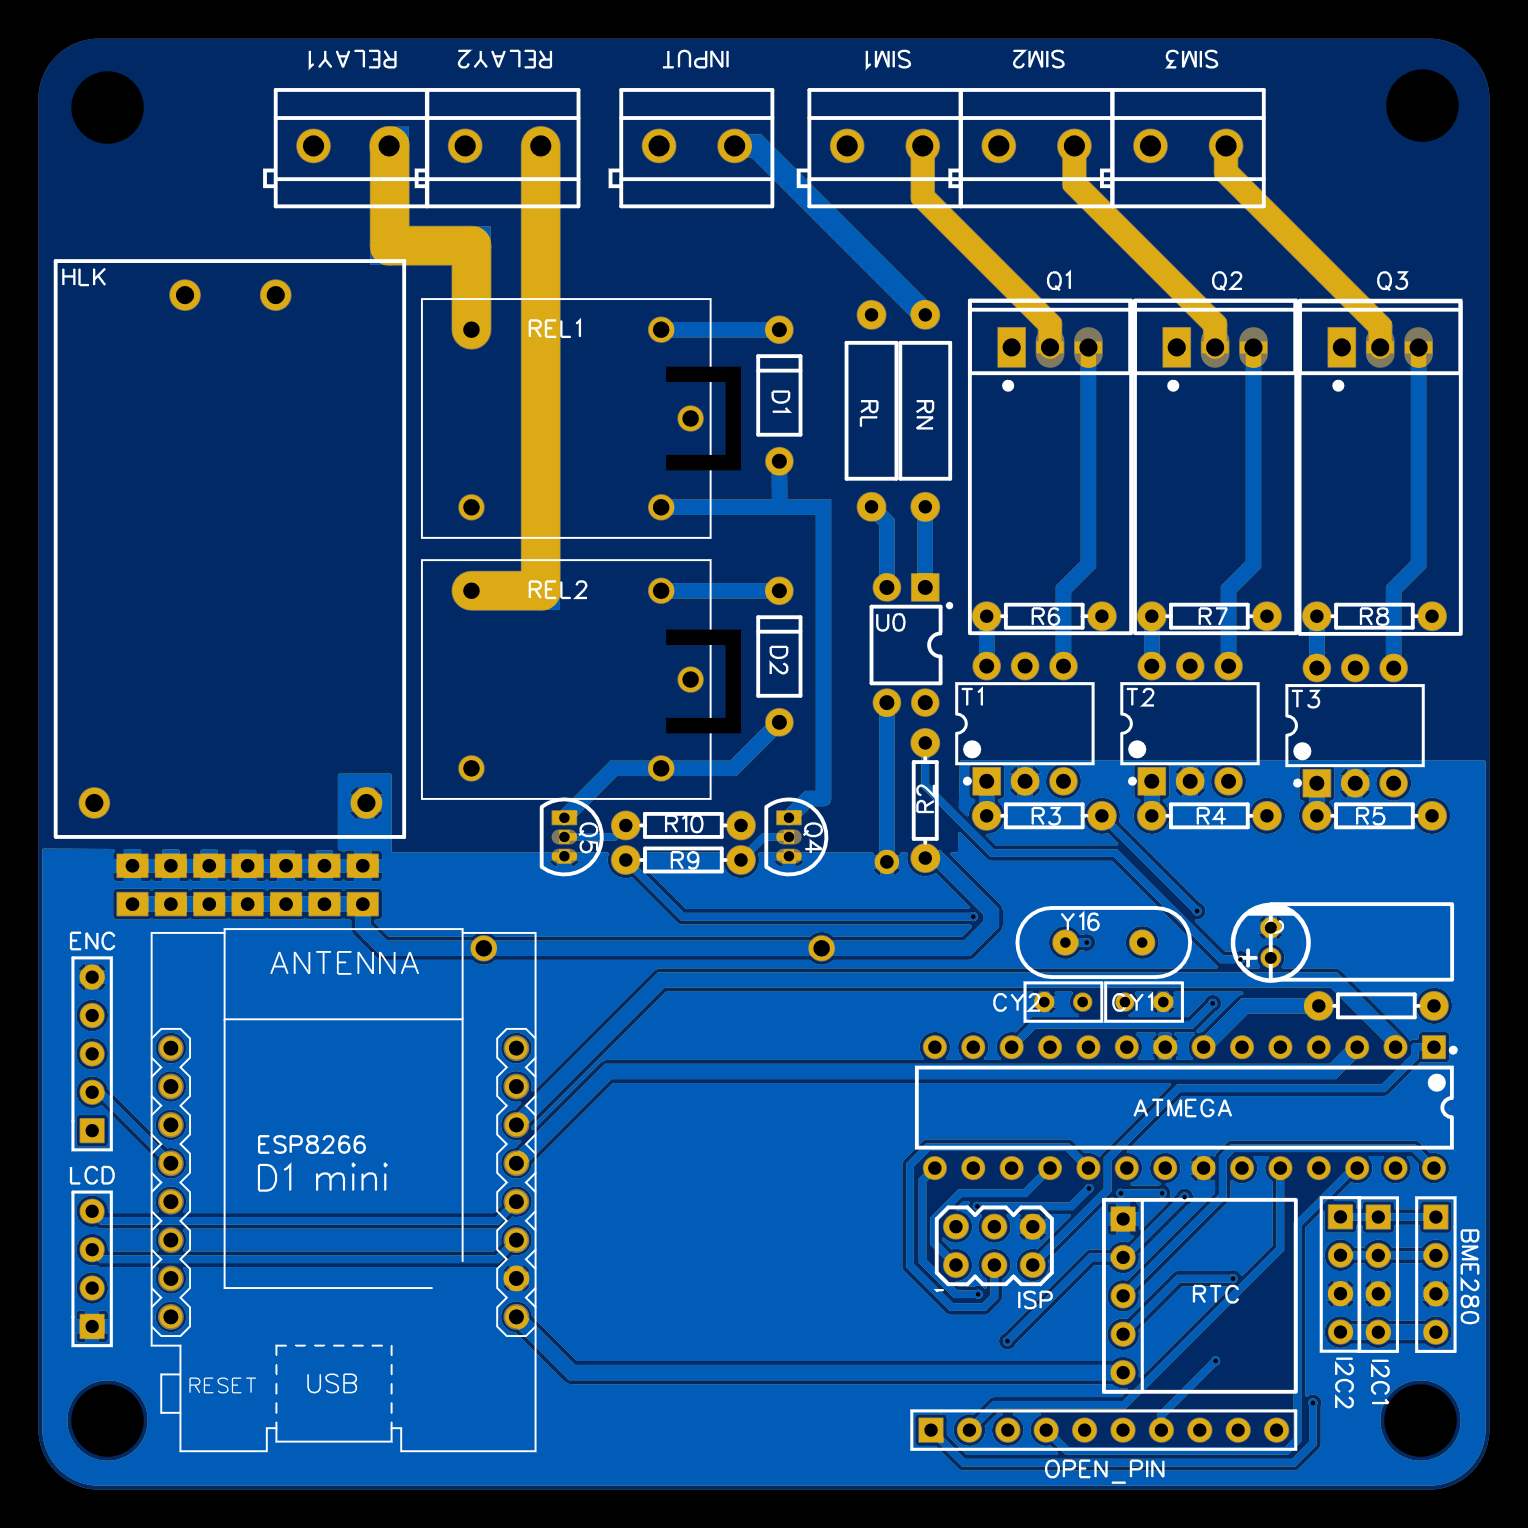 RELAY1
RELAY2
INPUT
SIM1
SIM2
SIM3
HLK
Q1
Q2
Q3
REL1
D1
RL
RN
REL2
D2
U0
R6
R7
R8
T1
T2
T3
R2
R3
R4
R5
Q5
R10
R9
Q4
ENC
ANTENNA
Y16
+
CY2
CY1
ESP8266
D1 mini
ATMEGA
LCD
ISP
RTC
BME280
I2C2
I2C1
RESET
USB
OPEN_PIN